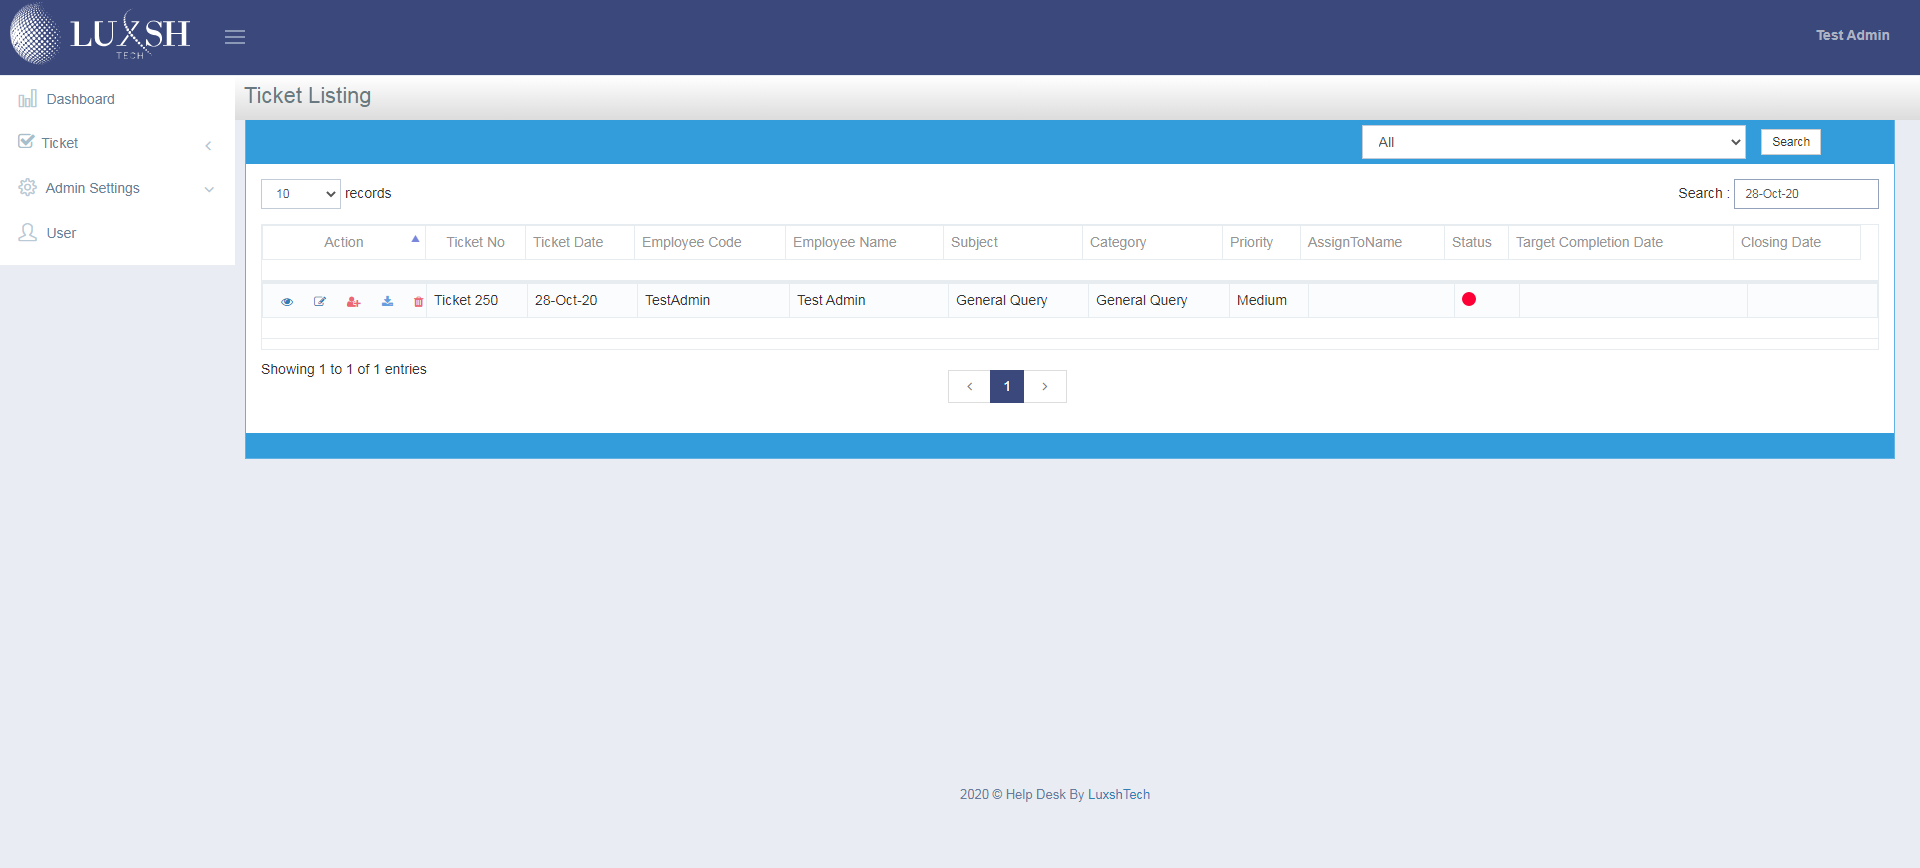 LUXSH
TECH
Test Admin
Dashboard
Ticket
Admin Settings
User
Ticket Listing
All Search
10 records Search : 28-Oct-20
Action Ticket No Ticket Date Employee Code Employee Name Subject Category Priority AssignToName Status Target Completion Date Closing Date
Ticket 250 28-Oct-20 TestAdmin Test Admin General Query General Query Medium
Showing 1 to 1 of 1 entries
1
2020 © Help Desk By LuxshTech